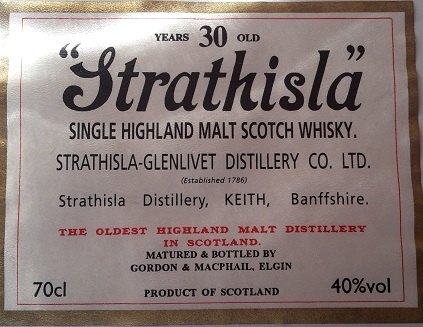 YEARS 30 OLD
"Strathisla"
SINGLE HIGHLAND MALT SCOTCH WHISKY.
STRATHISLA-GLENLIVET DISTILLERY CO. LTD.
(Established 1786)
Strathisla Distillery, KEITH, Banffshire.
THE OLDEST HIGHLAND MALT DISTILLERY
IN SCOTLAND.
MATURED & BOTTLED BY
GORDON & MACPHAIL, ELGIN
70cl PRODUCT OF SCOTLAND 40%vol